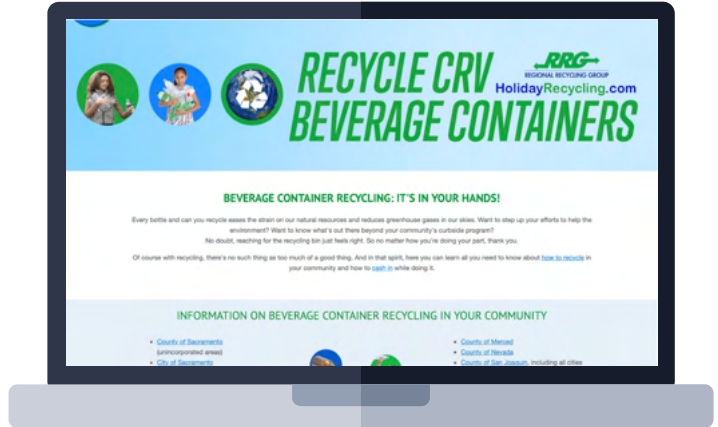 RECYCLE CRV
BEVERAGE CONTAINERS
RRG
REGIONAL RECYCLING GROUP
HolidayRecycling.com
BEVERAGE CONTAINER RECYCLING: IT'S IN YOUR HANDS!
Every bottle and can you recycle eases the strain on our natural resources and reduces greenhouse gases in our skies. Want to step up your efforts to help the
environment? Want to know what's out there beyond your community's curbside program?
No doubt, reaching for the recycling bin just feels right. So no matter how you're doing your part, thank you.
Of course with recycling, there's no such thing as too much of a good thing. And in that spirit, here you can learn all you need to know about how to recycle in
your community and how to cash in while doing it.
INFORMATION ON BEVERAGE CONTAINER RECYCLING IN YOUR COMMUNITY
• County of Sacramento
(unincorporated areas)
• City of Sacramento
• County of Merced
• County of Nevada
• County of San Joaquin, including all cities